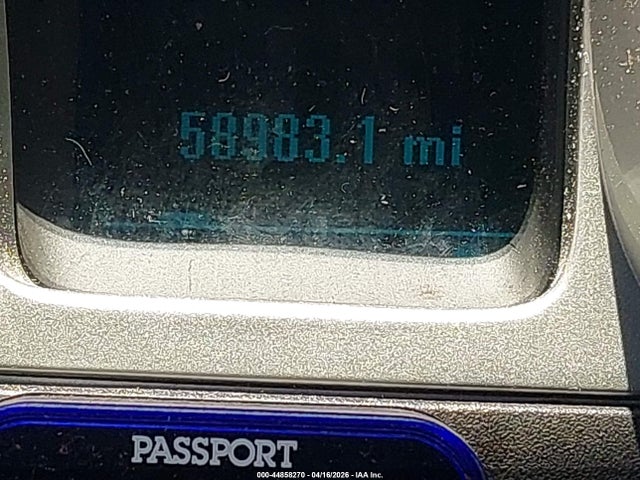 58983.1 mi
PASSPORT
000-44858270 - 04/16/2026 - IAA Inc.